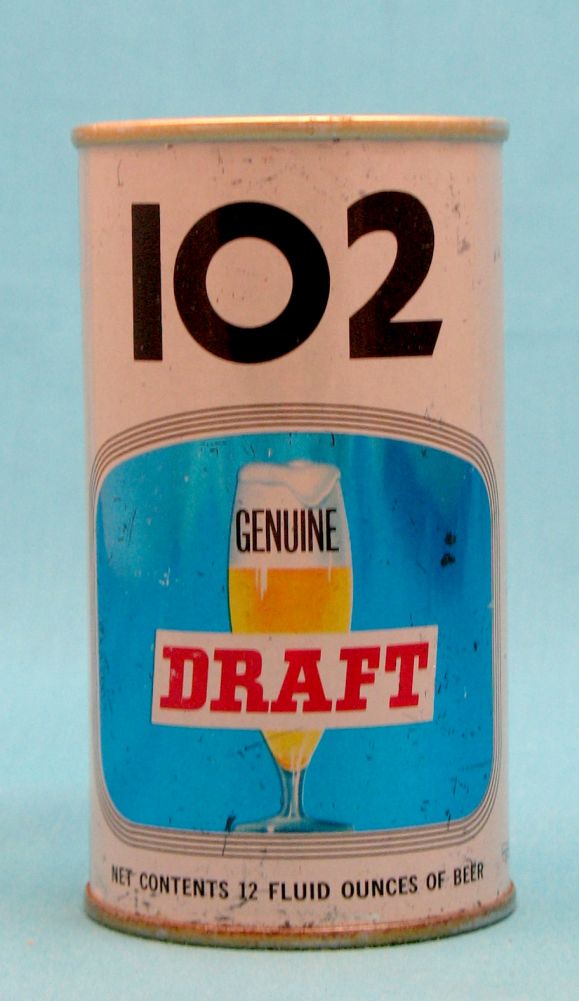 102
GENUINE
DRAFT
NET CONTENTS 12 FLUID OUNCES OF BEER